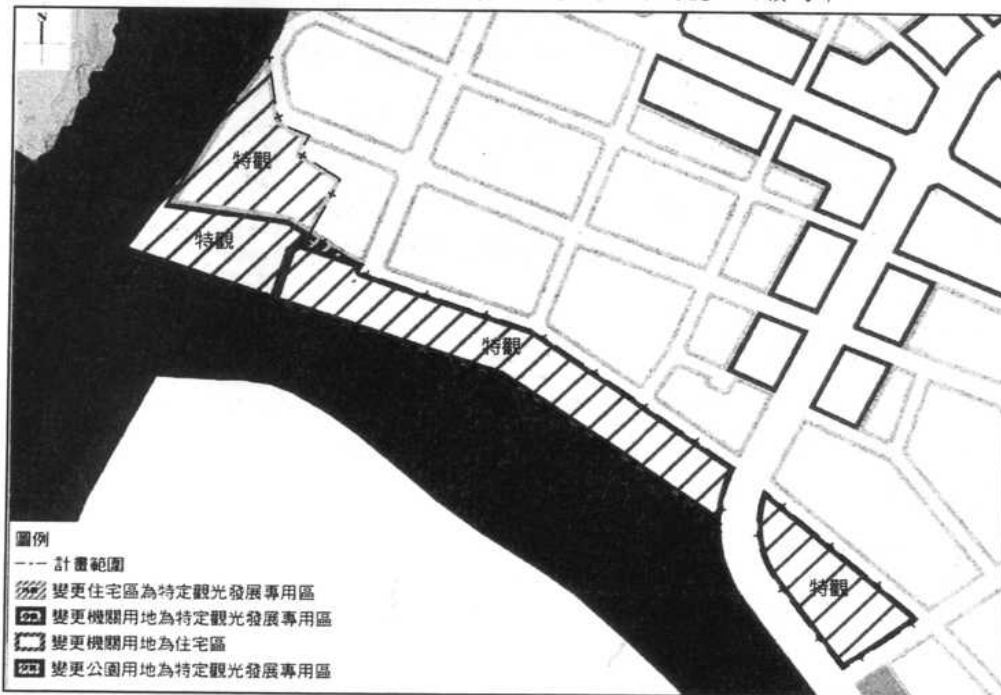 N
特觀
特觀
特觀
特觀
圖例
計畫範圍
變更住宅區為特定觀光發展專用區
變更機關用地為特定觀光發展專用區
變更機關用地為住宅區
變更公園用地為特定觀光發展專用區